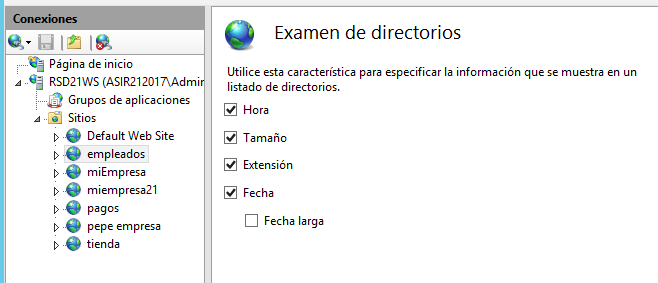 Conexiones
Página de inicio
RSD21WS (ASIR212017\Admir
Grupos de aplicaciones
Sitios
Default Web Site
empleados
miEmpresa
miempresa21
pagos
pepe empresa
tienda
Examen de directorios
Utilice esta característica para especificar la información que se muestra en un
listado de directorios.
Hora
Tamaño
Extensión
Fecha
Fecha larga